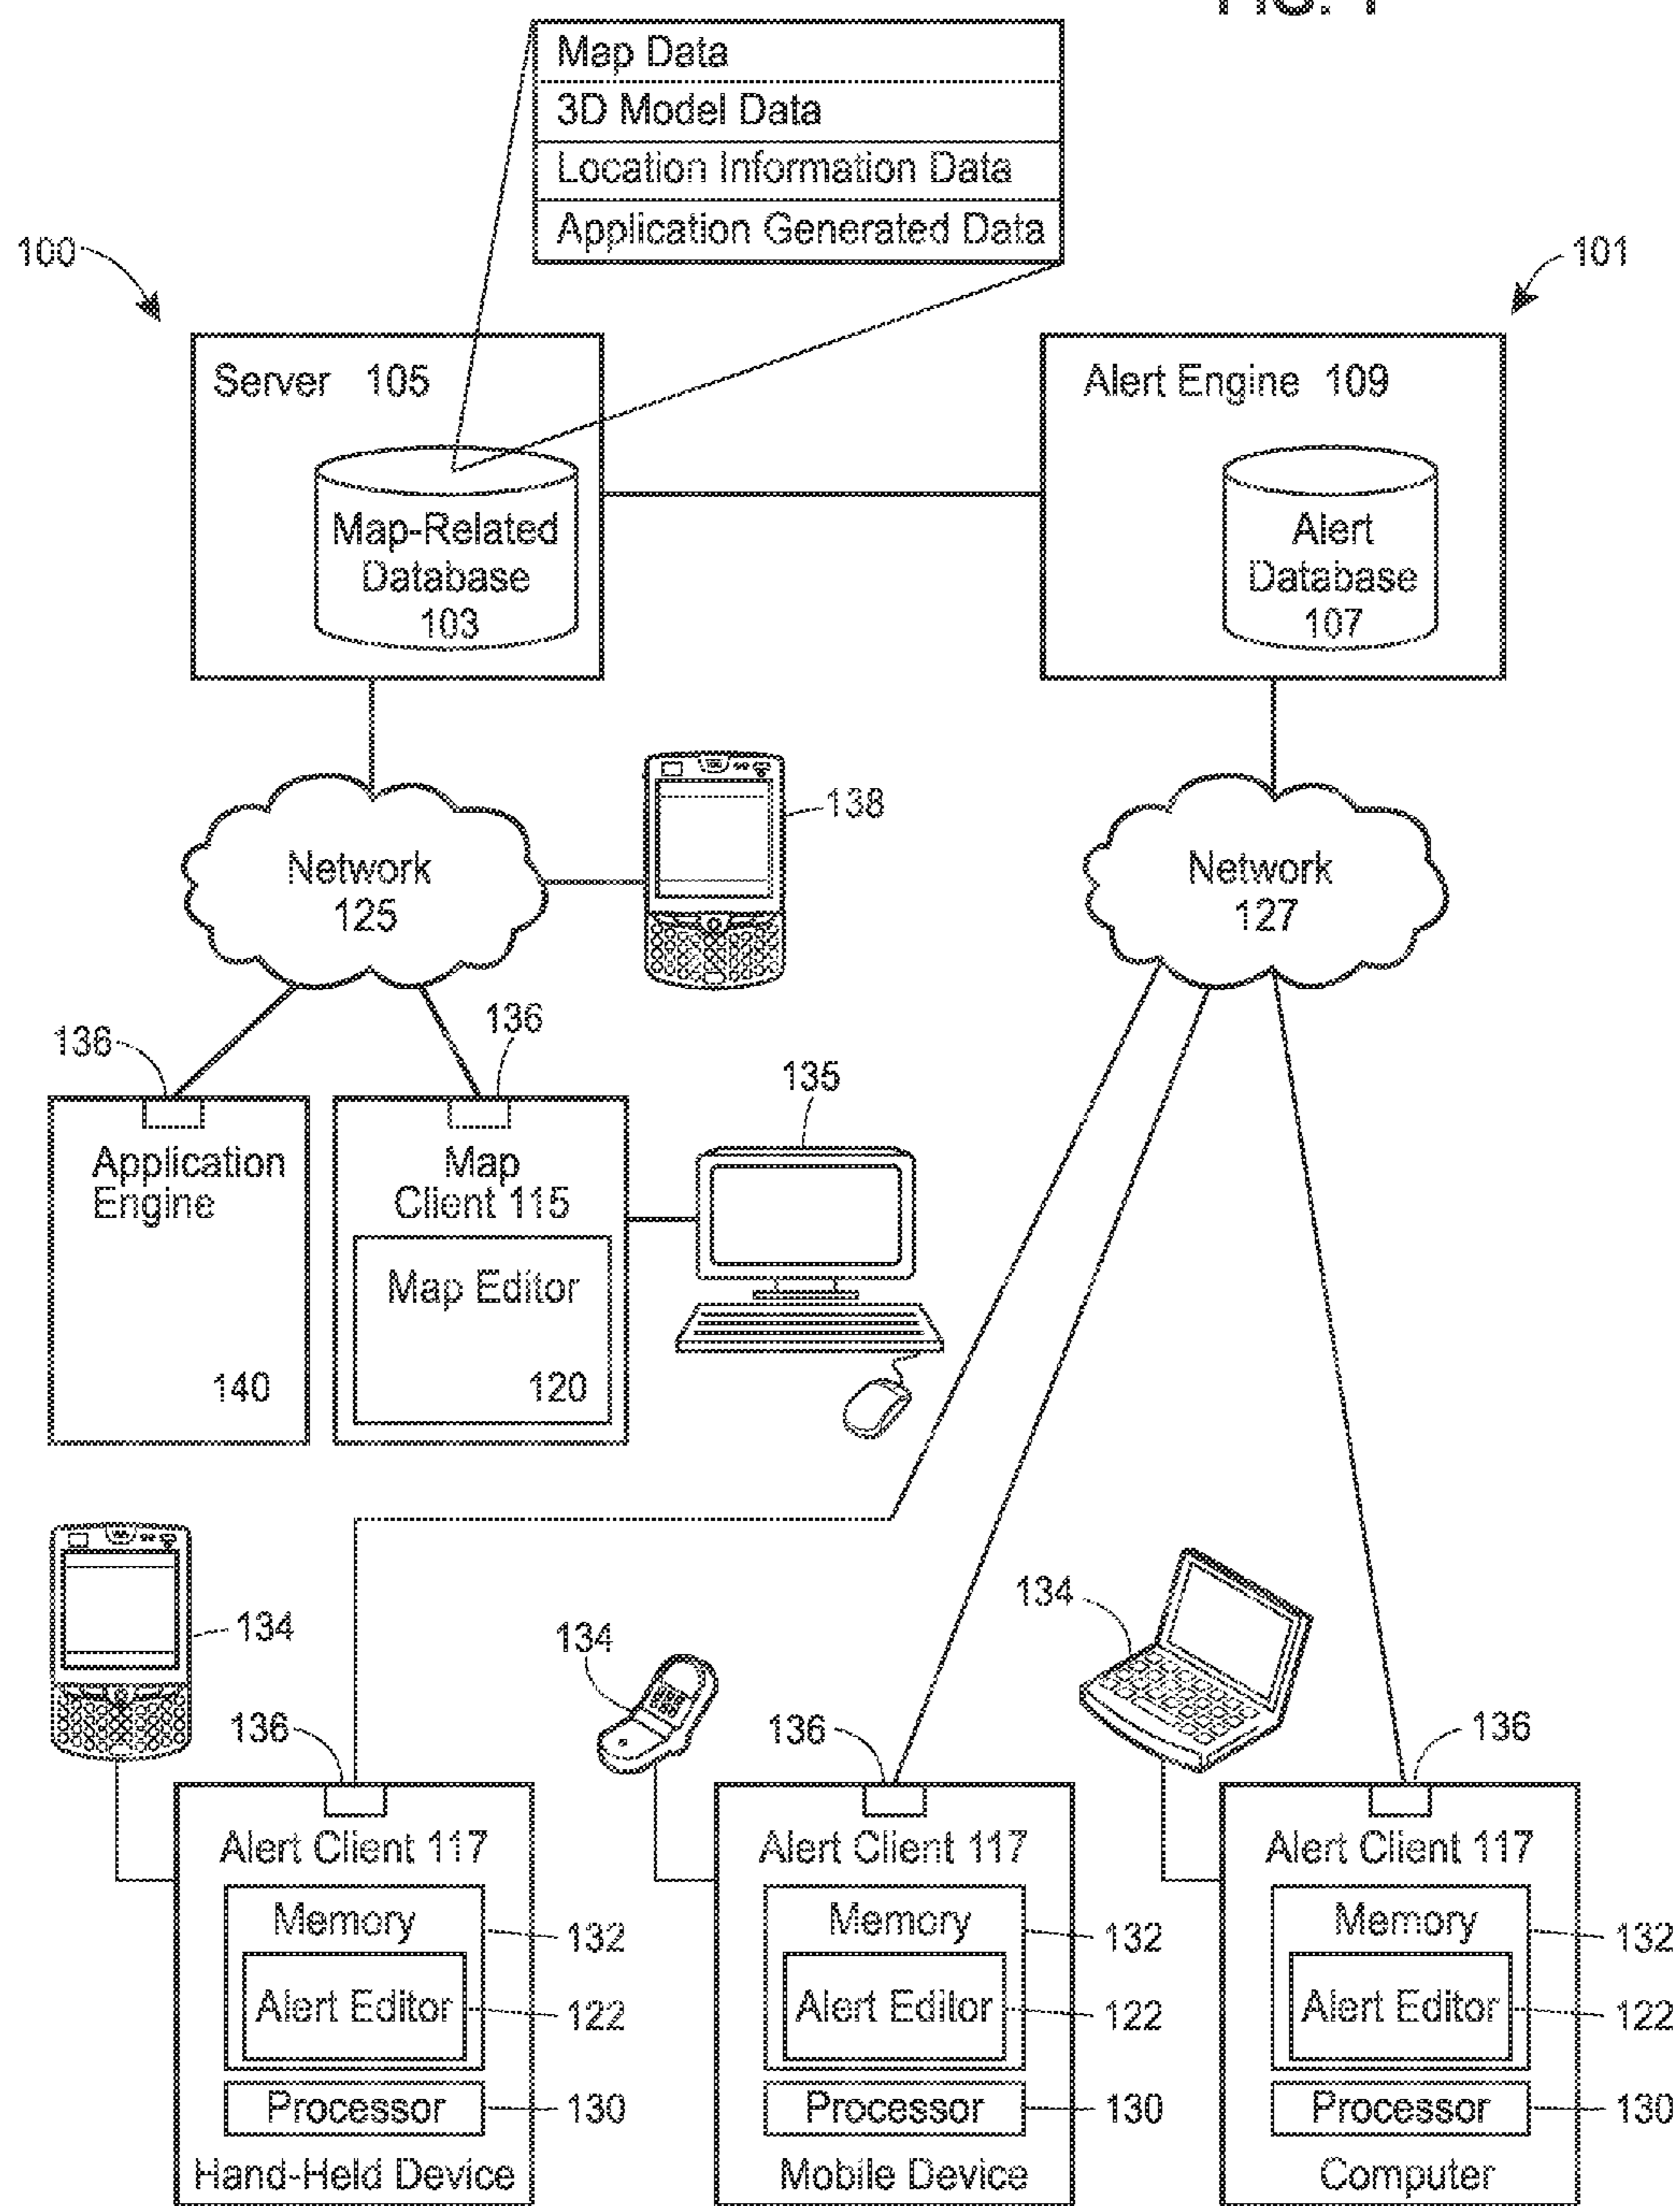 FIG. 1
Map Data
3D Model Data
Location Information Data
Application Generated Data
100
101
Server 105
Map-Related
Database
103
Alert Engine 109
Alert
Database
107
Network
125
138
Network
127
136
136
135
Application
Engine
140
Map
Client 115
Map Editor
120
134
134
134
136
136
136
Alert Client 117
Memory
132
Alert Editor
122
Processor
130
Hand-Held Device
Alert Client 117
Memory
132
Alert Editor
122
Processor
130
Mobile Device
Alert Client 117
Memory
132
Alert Editor
122
Processor
130
Computer